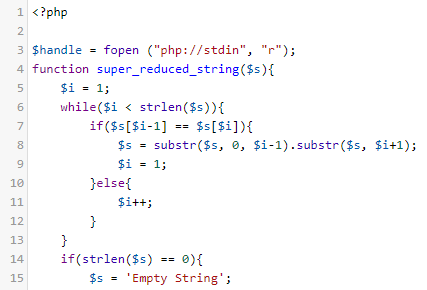 1 <?php
2
3 $handle = fopen ("php://stdin", "r");
4 function super_reduced_string($s){
5     $i = 1;
6     while($i < strlen($s)){
7         if($s[$i-1] == $s[$i]){
8             $s = substr($s, 0, $i-1).substr($s, $i+1);
9             $i = 1;
10         }else{
11             $i++;
12         }
13     }
14     if(strlen($s) == 0){
15         $s = 'Empty String';